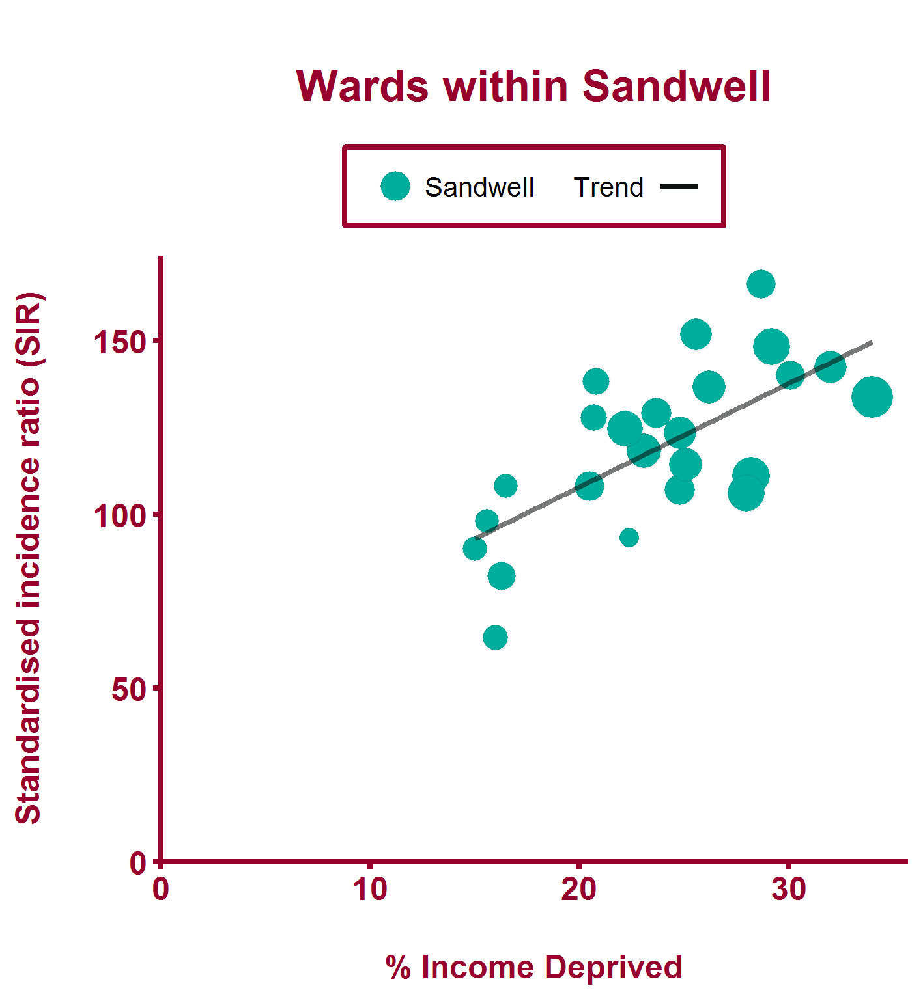 Wards within Sandwell
Sandwell Trend
Standardised incidence ratio (SIR)
150
100
50
0
0 10 20 30
% Income Deprived